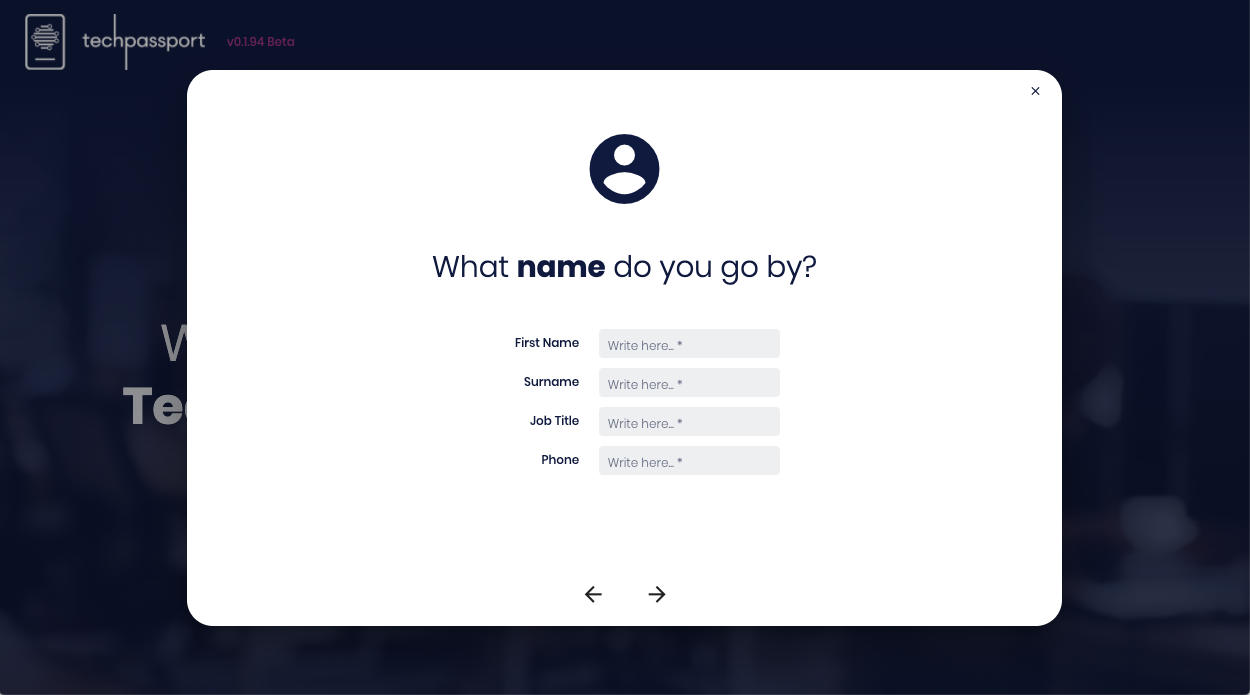 techpassport v0.1.94 Beta
What name do you go by?
First Name Write here... *
Surname Write here... *
Job Title Write here... *
Phone Write here... *